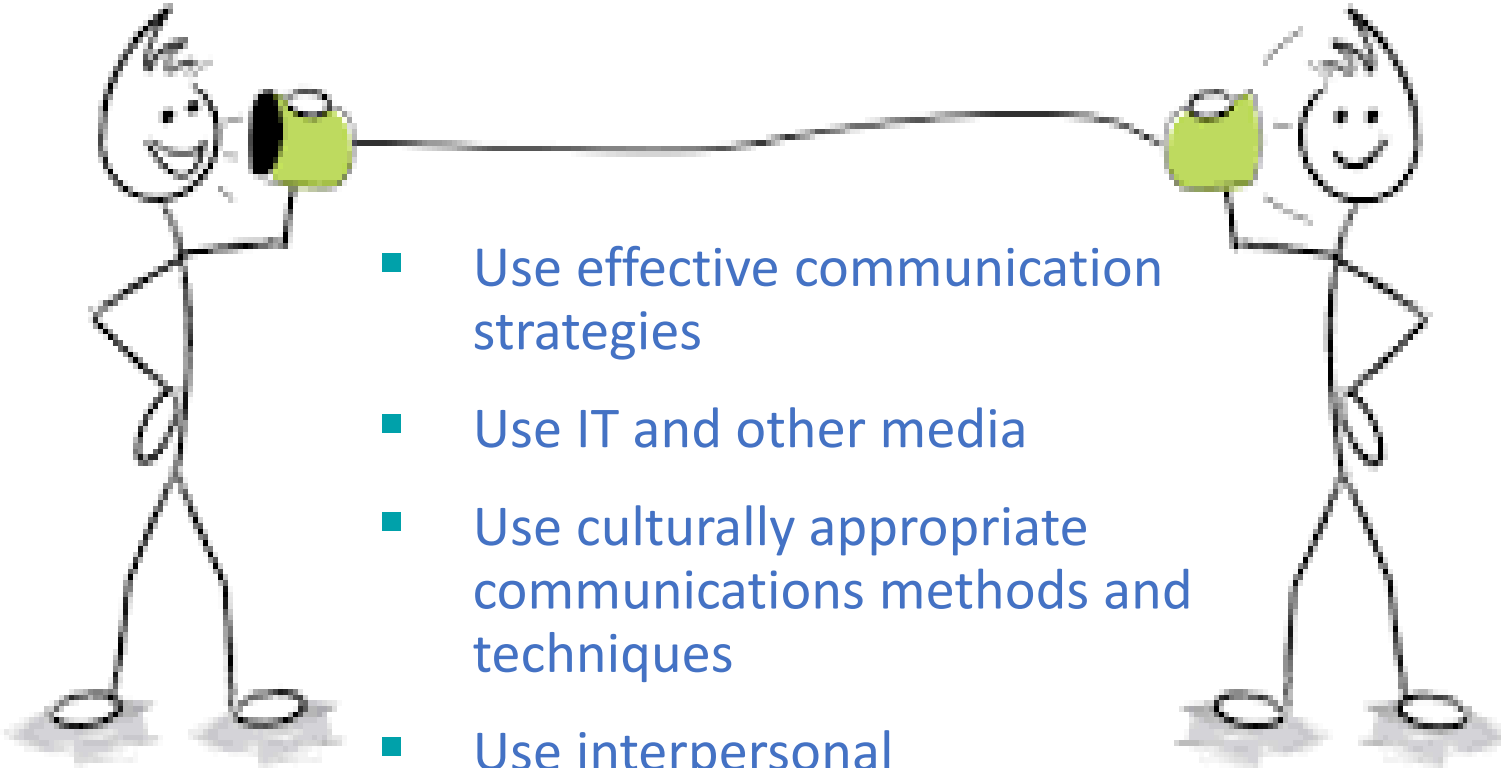 ▪ Use effective communication
strategies
▪ Use IT and other media
▪ Use culturally appropriate
communications methods and
techniques
▪ Use interpersonal